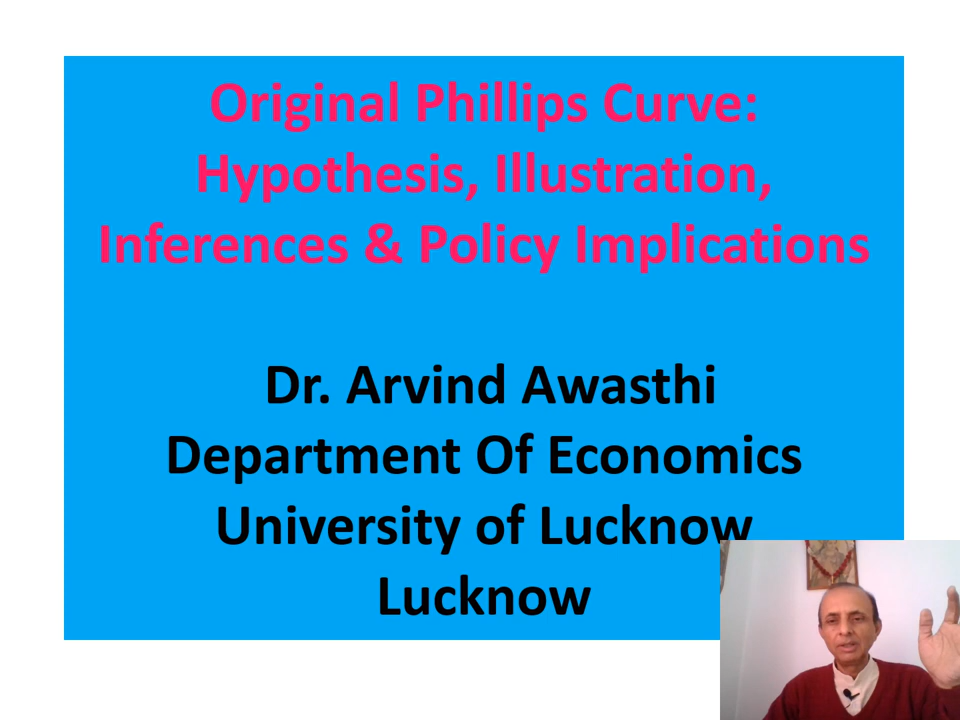 Original Phillips Curve:
Hypothesis, Illustration,
Inferences & Policy Implications
Dr. Arvind Awasthi
Department Of Economics
University of Lucknow
Lucknow